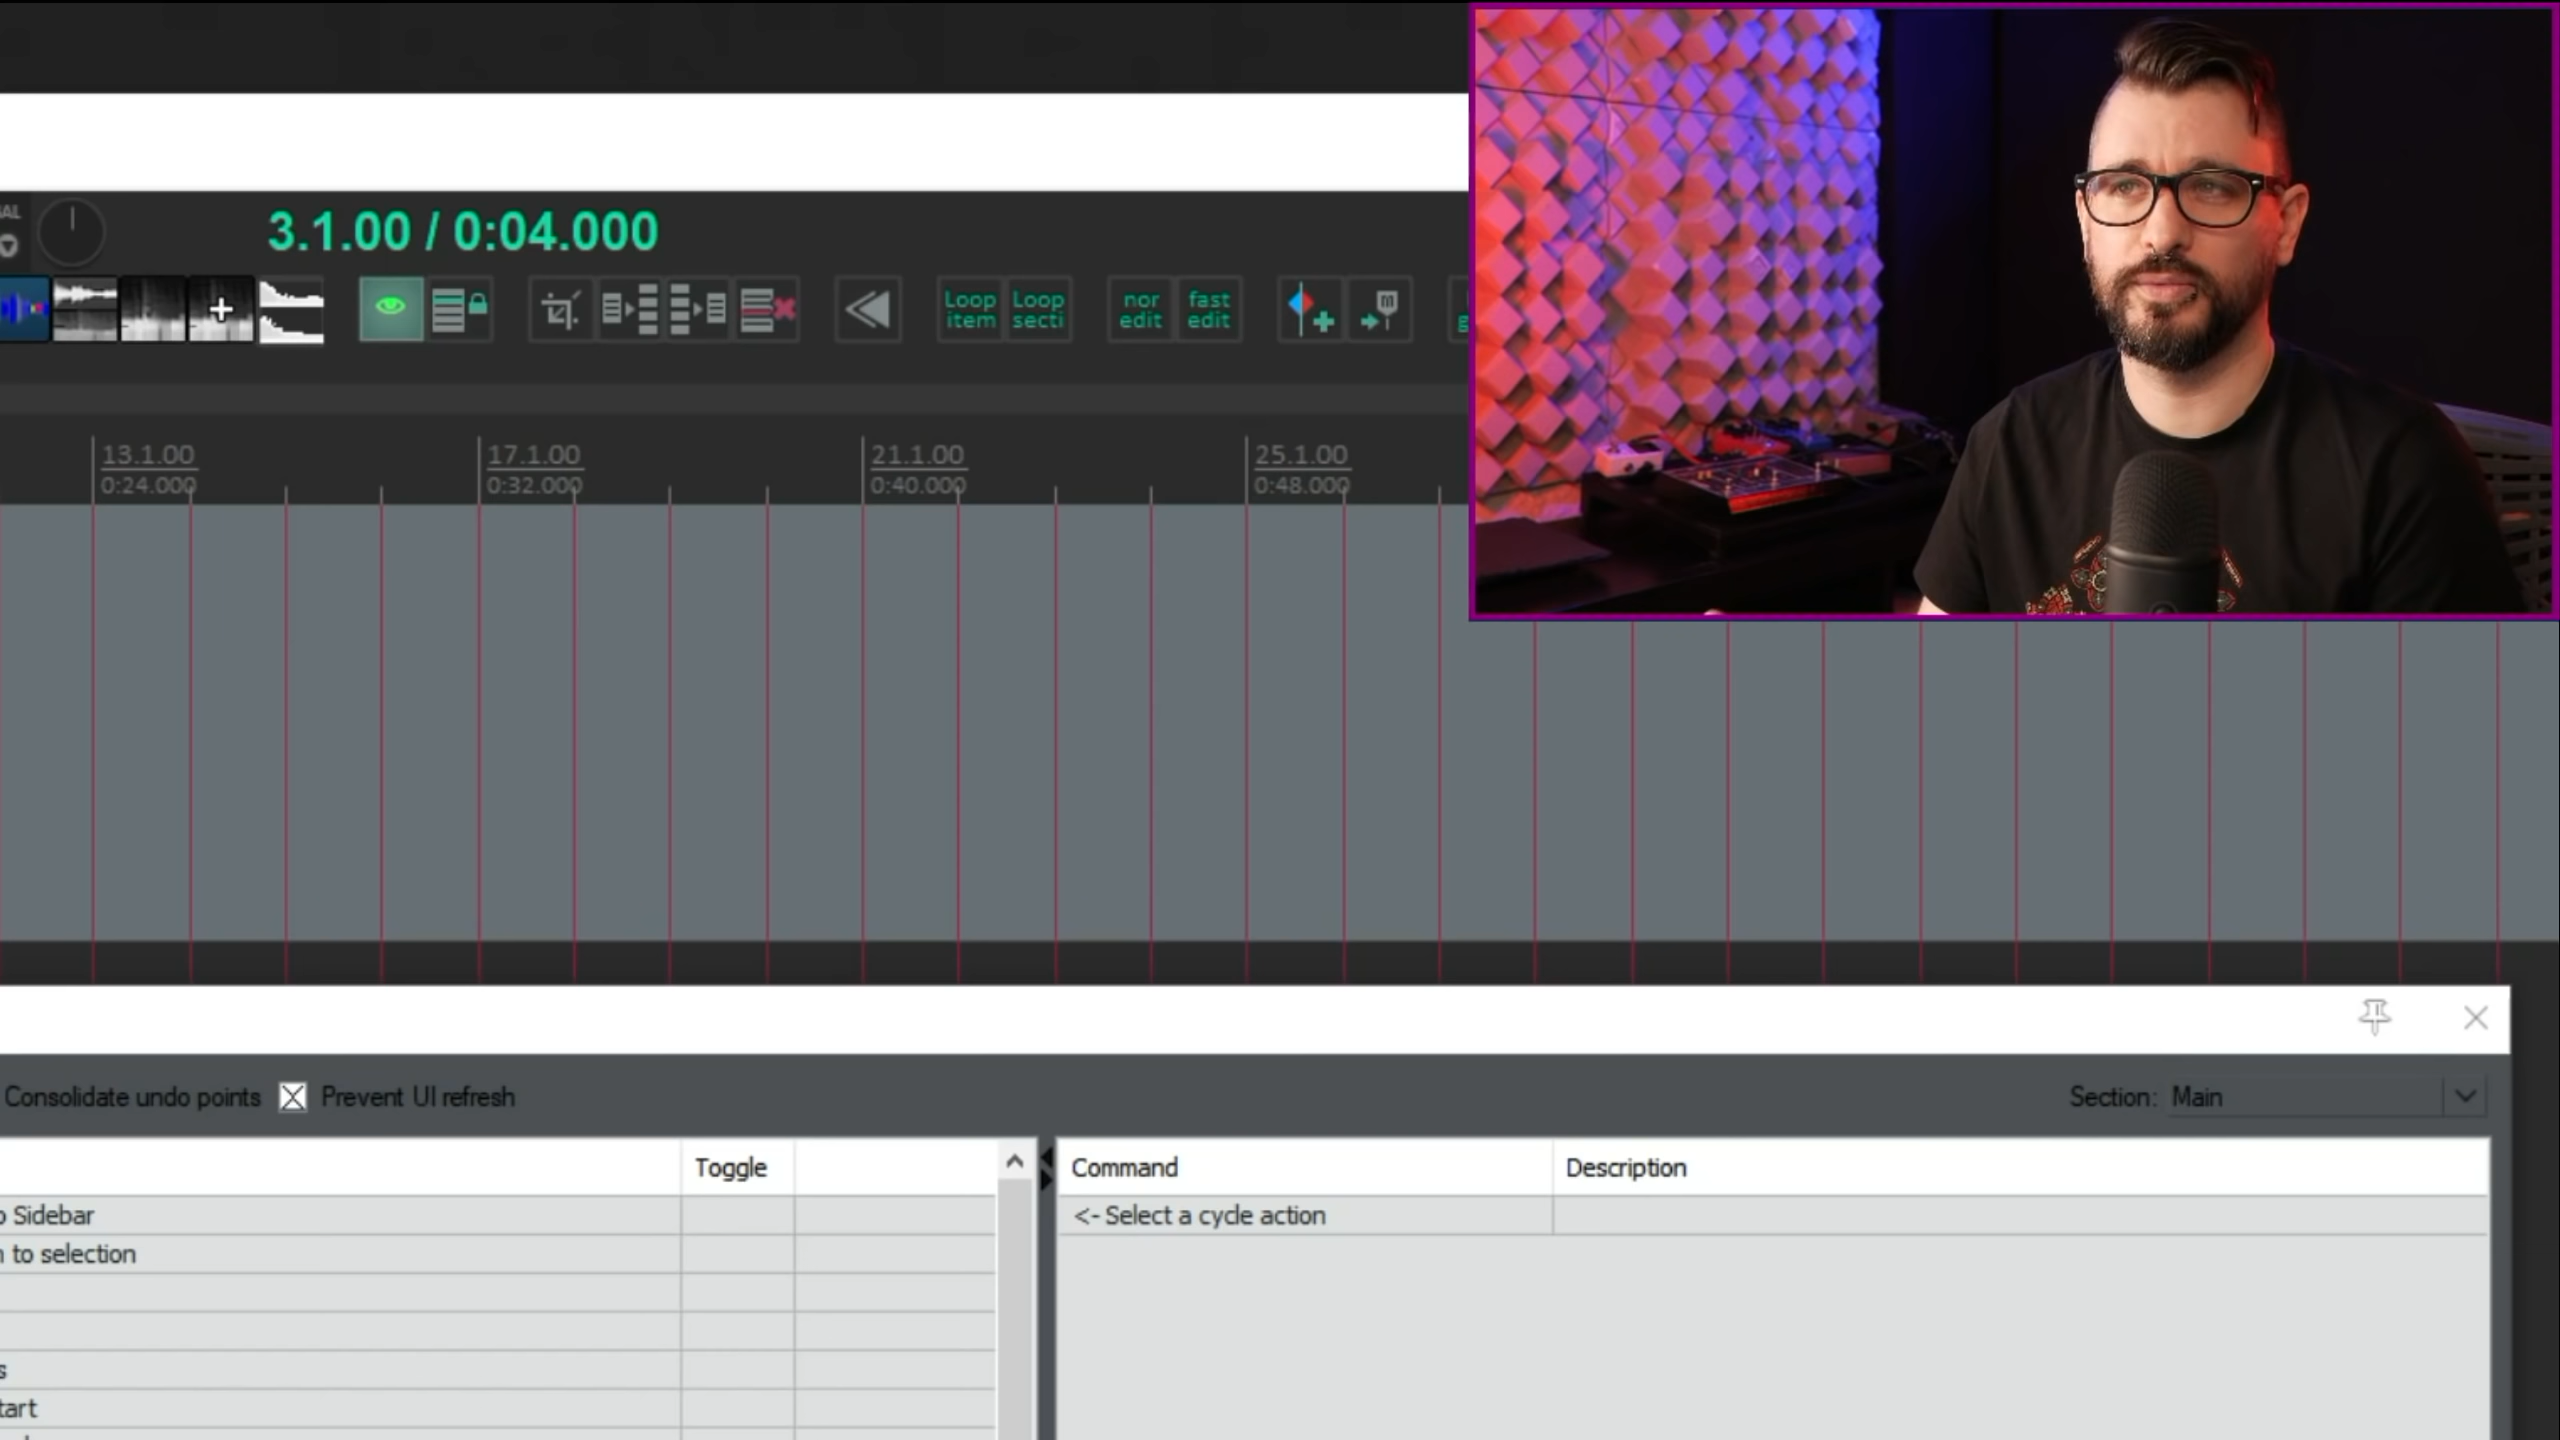 3.1.00 / 0:04.000
Loop item
Loop secti
nor edit
fast edit
13.1.00
0:24.000
17.1.00
0:32.000
21.1.00
0:40.000
25.1.00
0:48.000
Consolidate undo points
Prevent UI refresh
Section: Main
Toggle
Command
Description
Sidebar
<- Select a cycle action
to selection